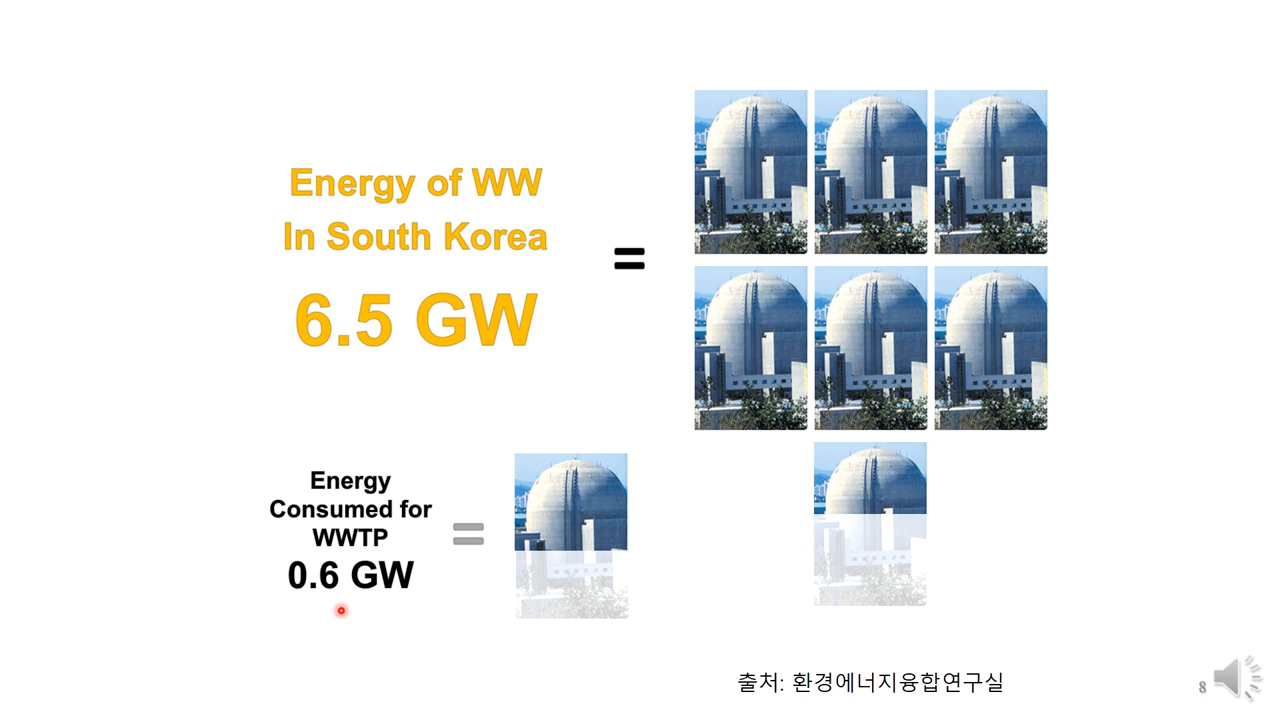 Energy of WW
In South Korea
6.5 GW
=
Energy
Consumed for
WWTP
0.6 GW
=
출처: 환경에너지융합연구실
8